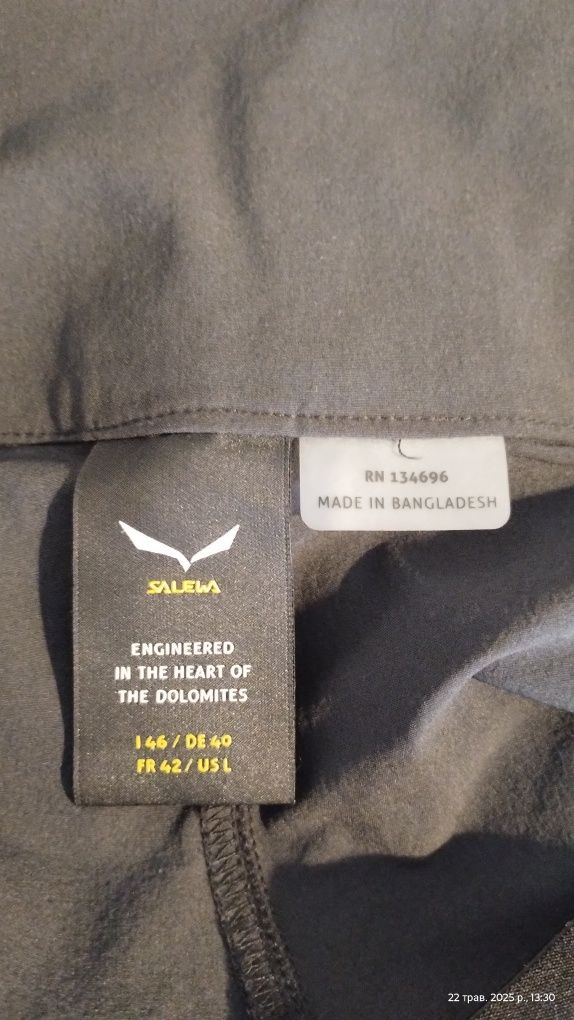 RN 134696
MADE IN BANGLADESH
SALEWA
ENGINEERED
IN THE HEART OF
THE DOLOMITES
I 46 / DE 40
FR 42 / US L
22 трав. 2025 р., 13:30